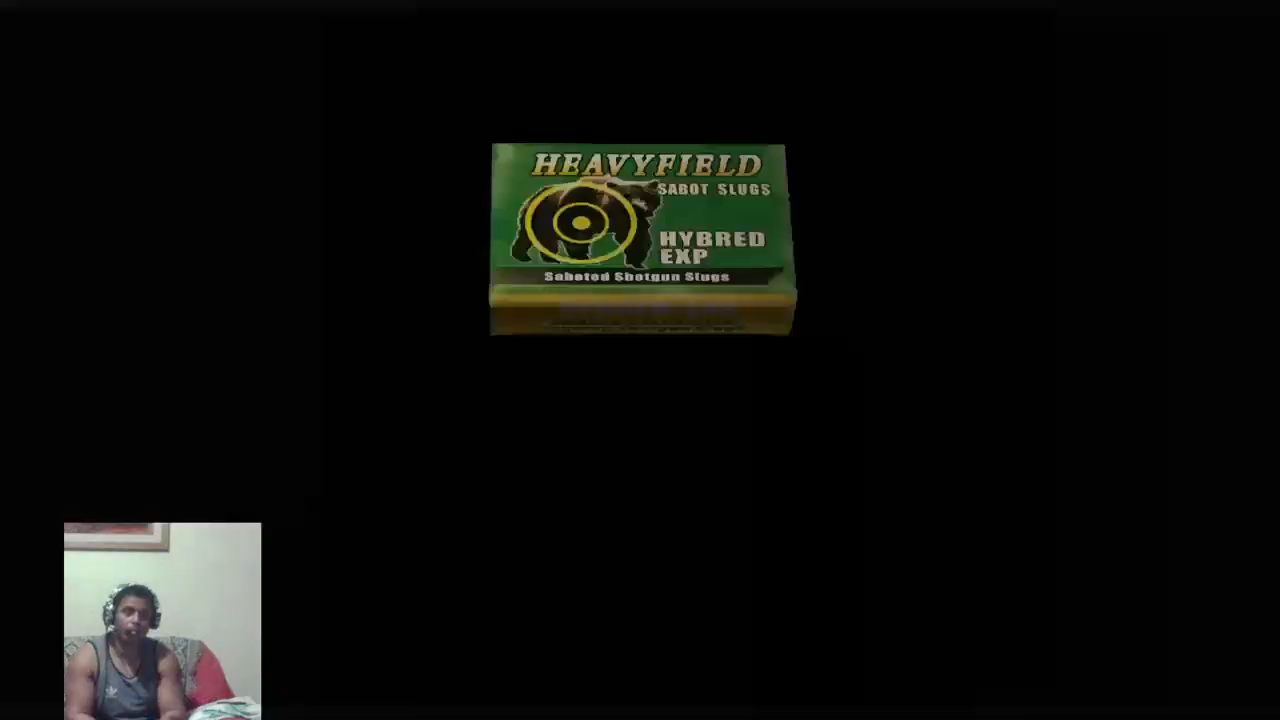 HEAVYFIELD
SABOT SLUGS
HYBRED
EXP
Saboted Shotgun Slugs